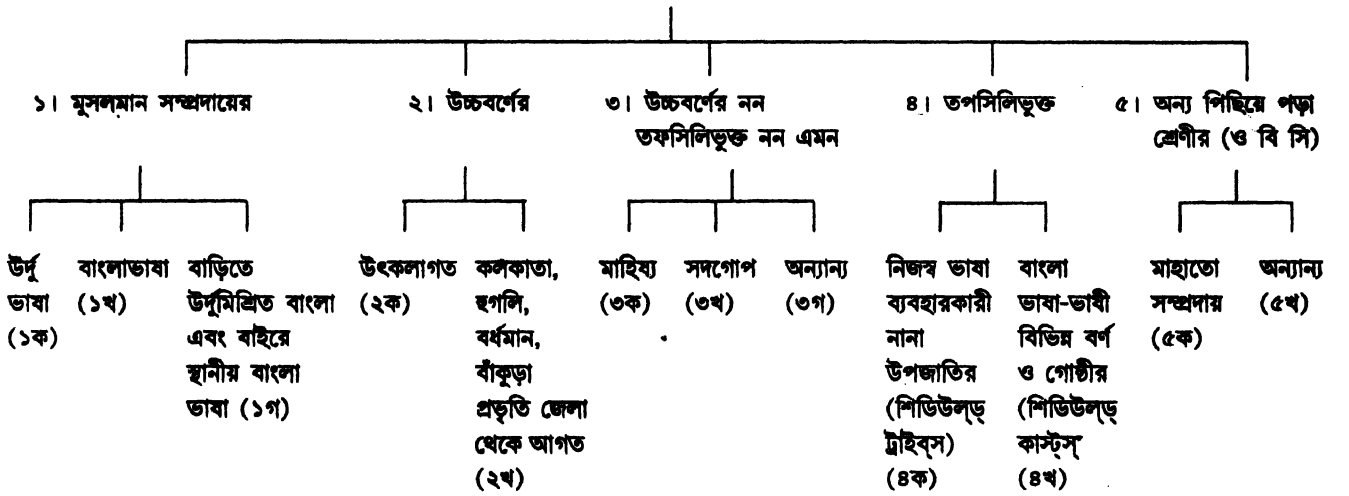 ১। মুসলমান সম্প্রদায়ের
২। উচ্চবর্ণের
৩। উচ্চবর্ণের নন
তফসিলিভুক্ত নন এমন
৪। তপসিলিভুক্ত
৫। অন্য পিছিয়ে পড়া
শ্রেণীর (ও বি সি)
উর্দু
ভাষা
(১ক)
বাংলাভাষা
(১খ)
বাড়িতে
উর্দুমিশ্রিত বাংলা
এবং বাইরে
স্থানীয় বাংলা
ভাষা (১গ)
উৎকলাগত
(২ক)
কলকাতা,
হুগলি,
বর্ধমান,
বাঁকুড়া
প্রভৃতি জেলা
থেকে আগত
(২খ)
মাহিষ্য
(৩ক)
সদগোপ
(৩খ)
অন্যান্য
(৩গ)
নিজস্ব ভাষা
ব্যবহারকারী
নানা
উপজাতির
(শিডিউল্‌ড্
ট্রাইব্‌স)
(৪ক)
বাংলা
ভাষা-ভাষী
বিভিন্ন বর্ণ
ও গোষ্ঠীর
(শিডিউল্‌ড্
কাস্ট্‌স্
(৪খ)
মাহাতো
সম্প্রদায়
(৫ক)
অন্যান্য
(৫খ)